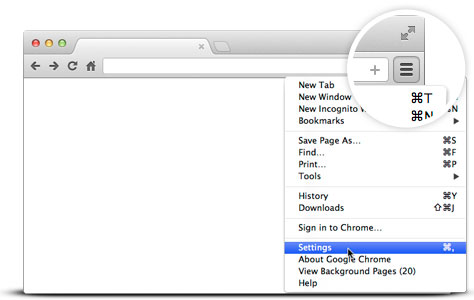 New Tab ⌘T
New Window ⌘N
New Incognito ⌘N
Bookmarks
Save Page As... ⌘S
Find... ⌘F
Print... ⌘P
Tools
History ⌘Y
Downloads ⇧⌘J
Sign in to Chrome...
Settings ⌘,
About Google Chrome
View Background Pages (20)
Help